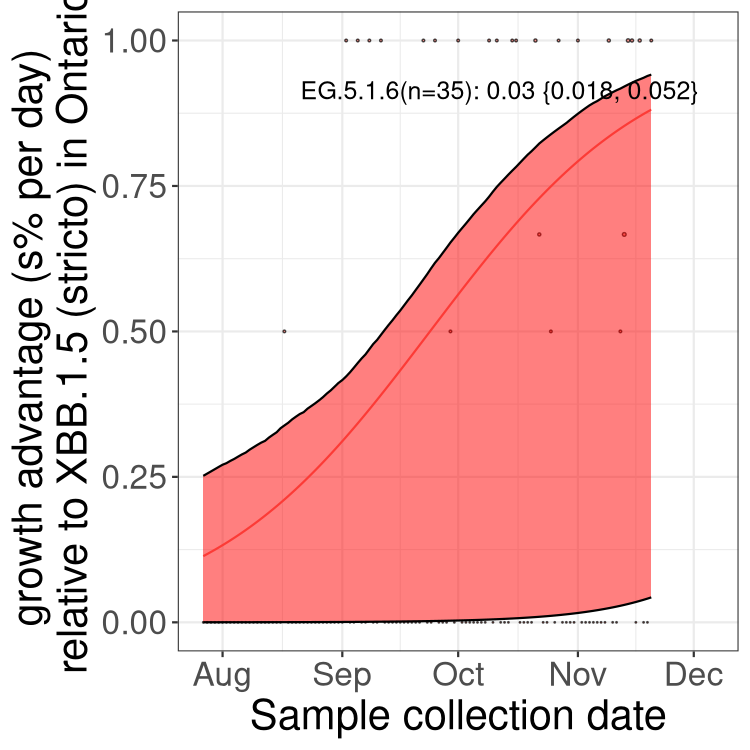 growth advantage (s% per day)
relative to XBB.1.5 (stricto) in Ontario
1.00
0.75
0.50
0.25
0.00
EG.5.1.6(n=35): 0.03 {0.018, 0.052}
Aug Sep Oct Nov Dec
Sample collection date